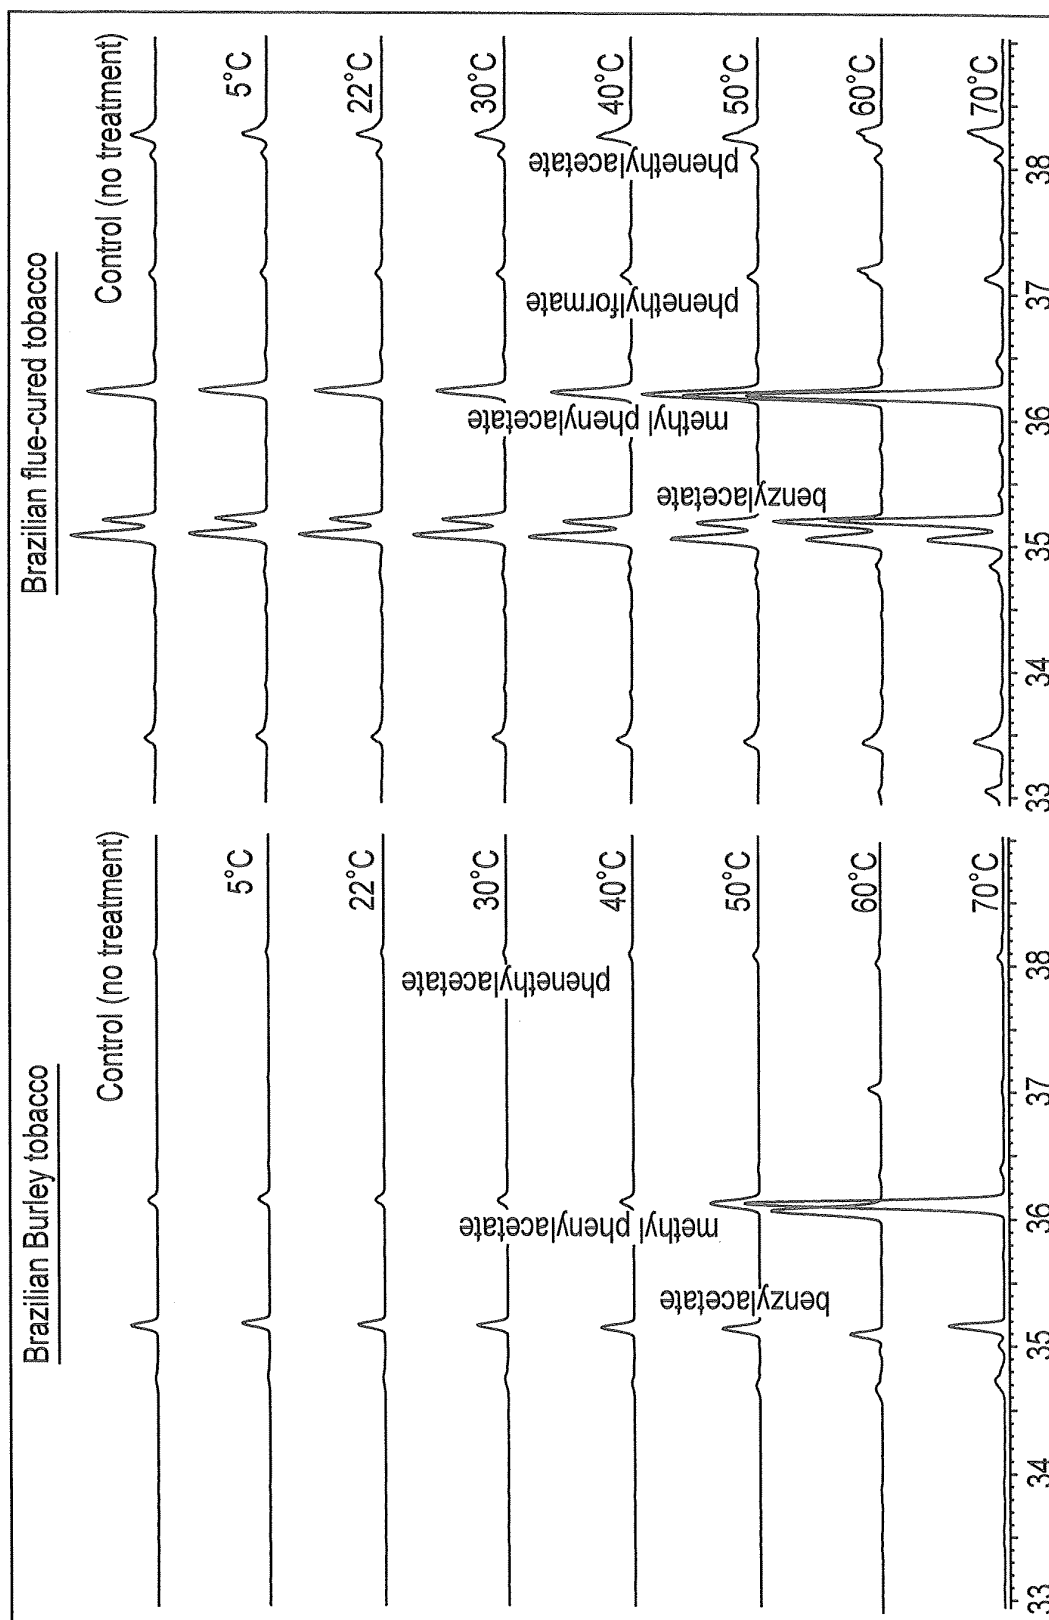 Brazilian Burley tobacco
Control (no treatment)
5°C
22°C
30°C
phenethylacetate
40°C
methyl phenylacetate
50°C
benzylacetate
60°C
70°C
33 34 35 36 37 38
Brazilian flue-cured tobacco
Control (no treatment)
5°C
22°C
30°C
40°C
methyl phenylacetate
phenethylformate
phenethylacetate
50°C
benzylacetate
60°C
70°C
33 34 35 36 37 38